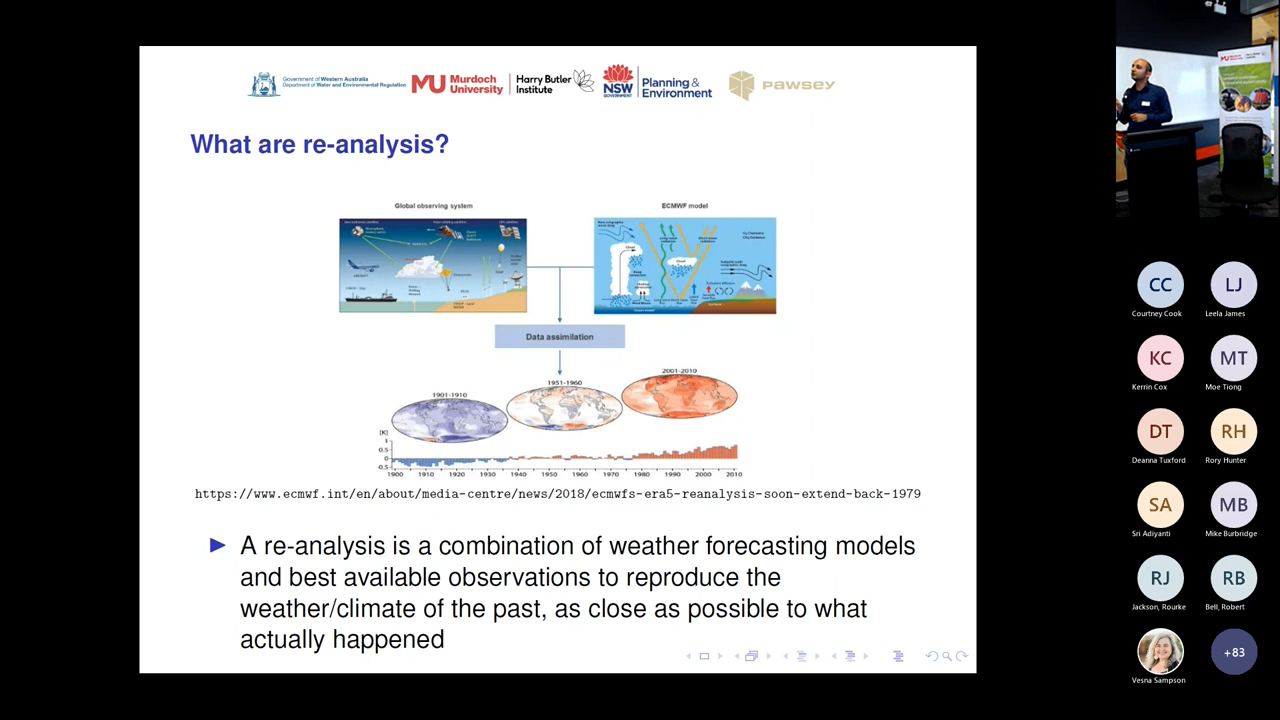 Government of Western Australia
Department of Water and Environmental Regulation
MU Murdoch University
Harry Butler Institute
NSW GOVERNMENT
Planning & Environment
PAWSEY
What are re-analysis?
Global observing system
ECMWF model
Data assimilation
1901-1910
1951-1960
2001-2010
[K]
1
0.5
0
-0.5
1900 1910 1920 1930 1940 1950 1960 1970 1980 1990 2000 2010
https://www.ecmwf.int/en/about/media-centre/news/2018/ecmwfs-era5-reanalysis-soon-extend-back-1979
A re-analysis is a combination of weather forecasting models
and best available observations to reproduce the
weather/climate of the past, as close as possible to what
actually happened
CC
Courtney Cook
LJ
Leela James
KC
Kerrin Cox
MT
Moe Tiong
DT
Deanna Tuxford
RH
Rory Hunter
SA
Sri Adiyanti
MB
Mike Burbridge
RJ
Jackson, Rourke
RB
Bell, Robert
Vesna Sampson
+83